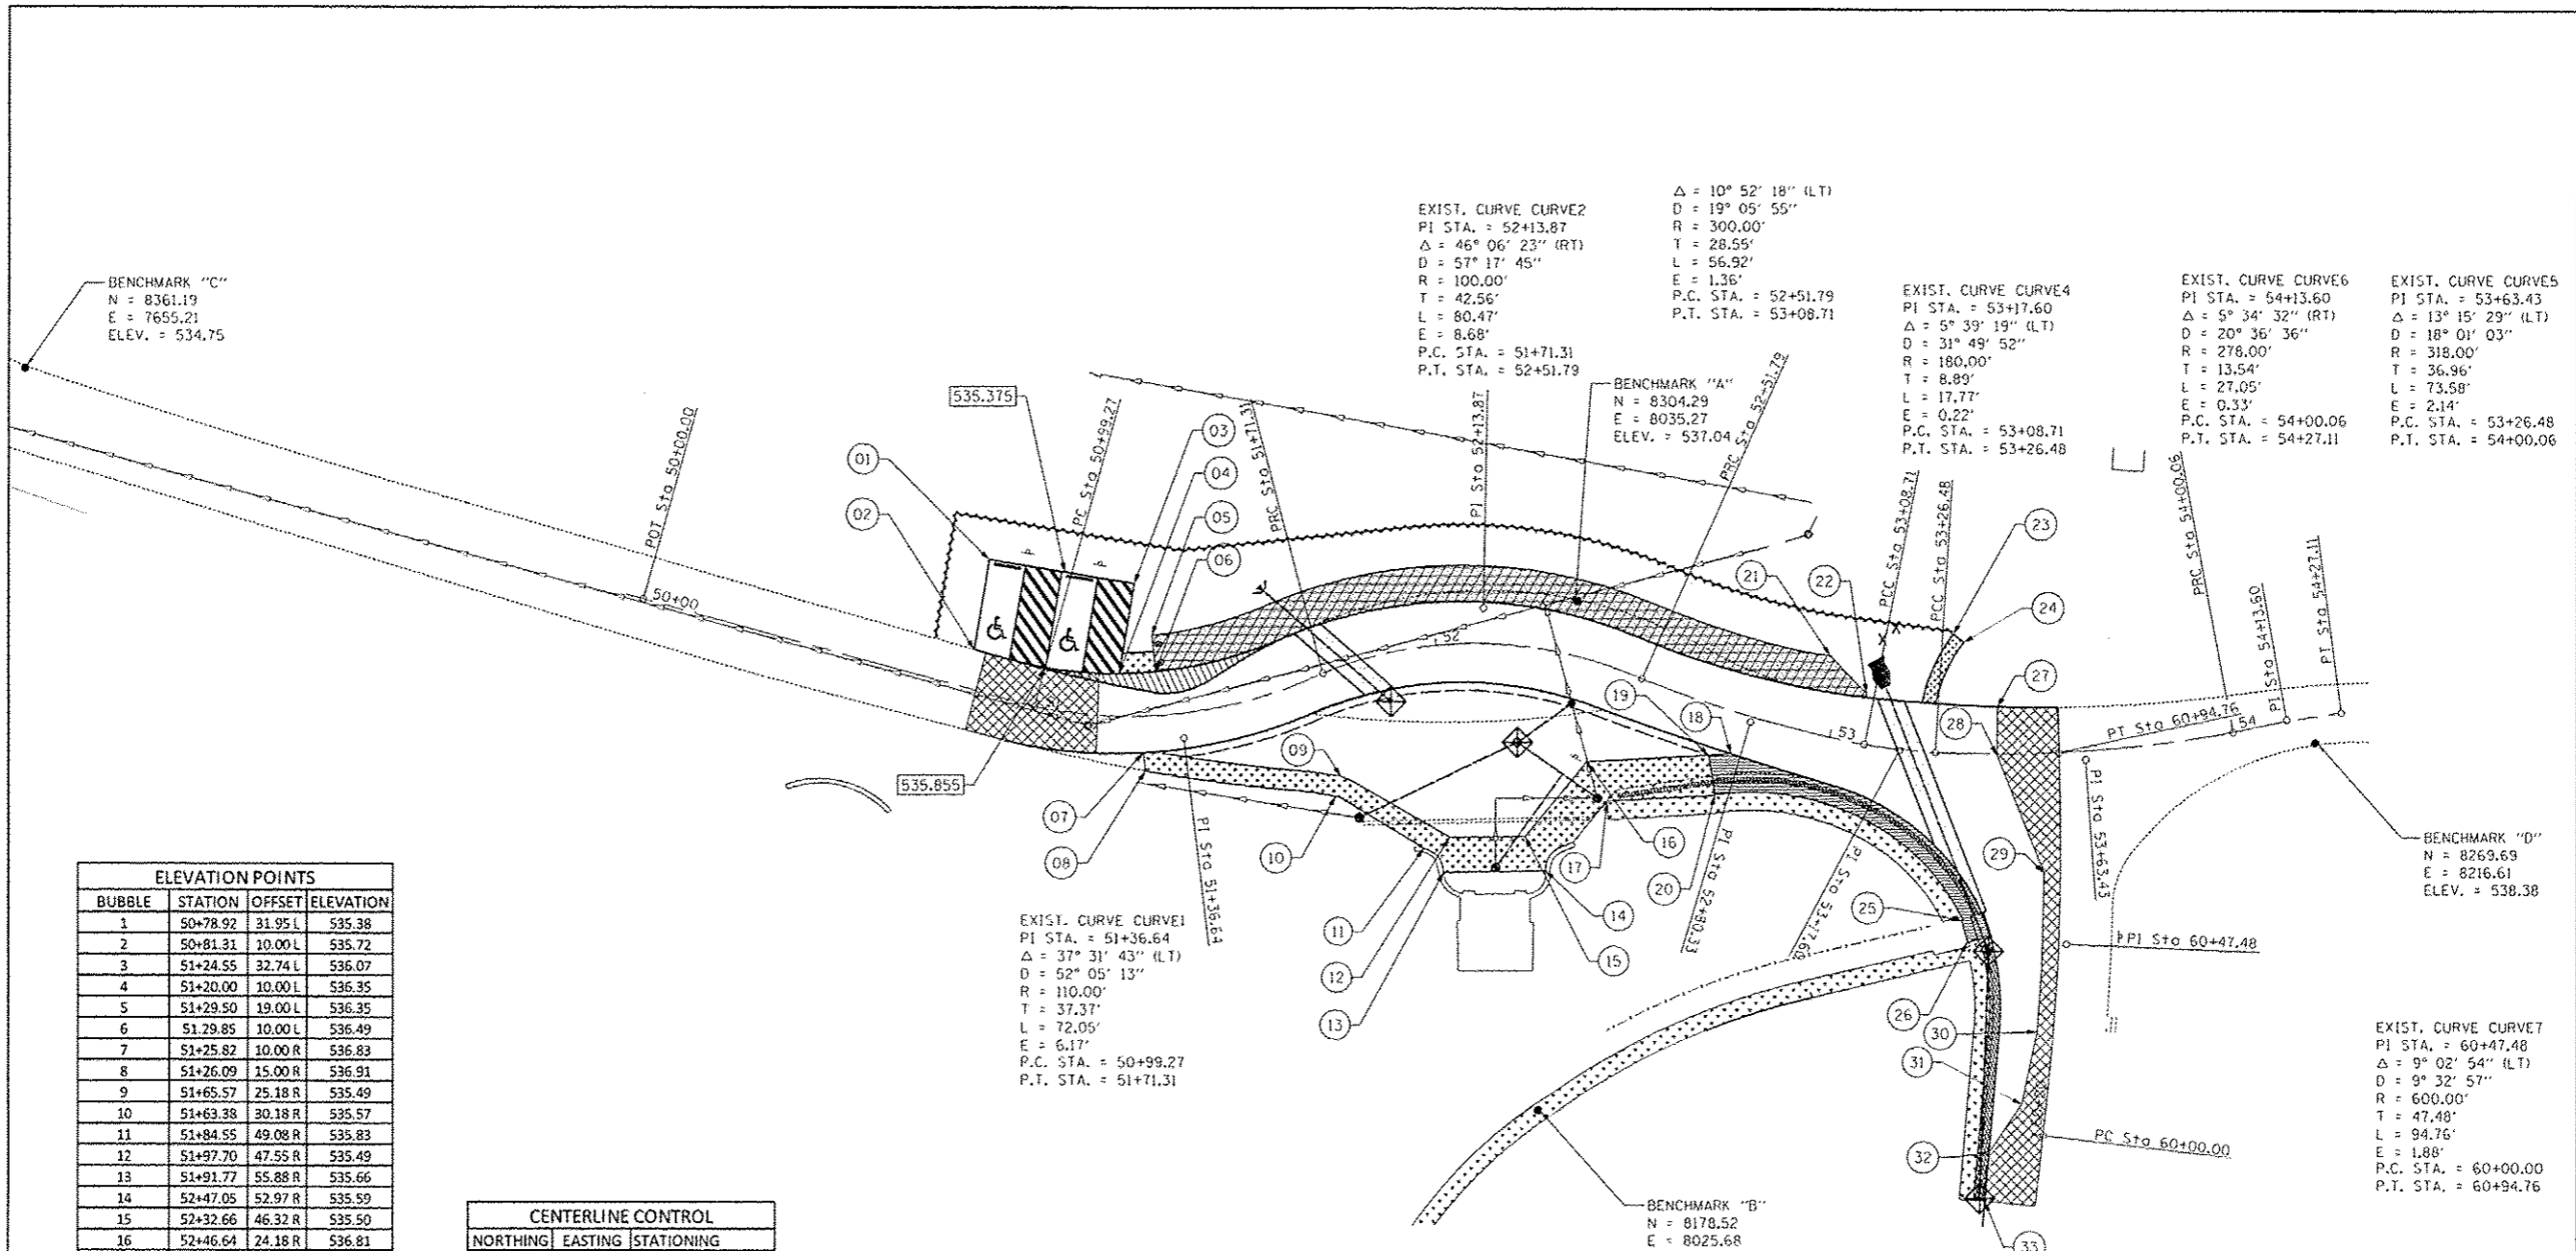 BENCHMARK "C"
N = 8361.19
E = 7655.21
ELEV. = 534.75
EXIST. CURVE CURVE2
PI STA. = 52+13.87
Δ = 46° 06' 23" (RT)
D = 57° 17' 45"
R = 100.00'
T = 42.56'
L = 80.47'
E = 8.68'
P.C. STA. = 51+71.31
P.T. STA. = 52+51.79
Δ = 10° 52' 18" (LT)
D = 19° 05' 55"
R = 300.00'
T = 28.55'
L = 56.92'
E = 1.36'
P.C. STA. = 52+51.79
P.T. STA. = 53+08.71
EXIST. CURVE CURVE4
PI STA. = 53+17.60
Δ = 5° 39' 19" (LT)
D = 31° 49' 52"
R = 180.00'
T = 8.89'
L = 17.77'
E = 0.22'
P.C. STA. = 53+08.71
P.T. STA. = 53+26.48
EXIST. CURVE CURVE6
PI STA. = 54+13.60
Δ = 5° 34' 32" (RT)
D = 20° 36' 36"
R = 278.00'
T = 13.54'
L = 27.05'
E = 0.33'
P.C. STA. = 54+00.06
P.T. STA. = 54+27.11
EXIST. CURVE CURVE5
PI STA. = 53+63.43
Δ = 13° 15' 29" (LT)
D = 18° 01' 03"
R = 318.00'
T = 36.96'
L = 73.58'
E = 2.14'
P.C. STA. = 53+26.48
P.T. STA. = 54+00.06
BENCHMARK "A"
N = 8304.29
E = 8035.27
ELEV. = 537.04
535.375
POT Sta 50+00.00
PC Sta 50+99.27
PRC Sta 51+71.31
PI Sta 52+13.87
PRC Sta 52+51.79
PCC Sta 53+08.71
PCC Sta 53+26.48
PRC Sta 54+00.06
PI Sta 54+13.60
PT Sta 54+27.11
01
02
03
04
05
06
21
22
23
24
50+00
52
53
54
PT Sta 60+94.76
27
28
19
18
09
535.855
07
08
10
PI Sta 51+36.64
11
12
13
17
16
14
15
20
PI Sta 52+80.33
PI Sta 53+17.60
25
26
29
30
31
32
33
PI Sta 53+63.43
PI Sta 60+47.48
PC Sta 60+00.00
BENCHMARK "D"
N = 8269.69
E = 8216.61
ELEV. = 538.38
EXIST. CURVE CURVE1
PI STA. = 51+36.64
Δ = 37° 31' 43" (LT)
D = 52° 05' 13"
R = 110.00'
T = 37.37'
L = 72.05'
E = 6.17'
P.C. STA. = 50+99.27
P.T. STA. = 51+71.31
EXIST. CURVE CURVE7
PI STA. = 60+47.48
Δ = 9° 02' 54" (LT)
D = 9° 32' 57"
R = 600.00'
T = 47.48'
L = 94.76'
E = 1.88'
P.C. STA. = 60+00.00
P.T. STA. = 60+94.76
BENCHMARK "B"
N = 8178.52
E = 8025.68
ELEVATION POINTS
BUBBLE STATION OFFSET ELEVATION
1 50+78.92 31.95 L 535.38
2 50+81.31 10.00 L 535.72
3 51+24.55 32.74 L 536.07
4 51+20.00 10.00 L 536.35
5 51+29.50 19.00 L 536.35
6 51.29.85 10.00 L 536.49
7 51+25.82 10.00 R 536.83
8 51+26.09 15.00 R 536.91
9 51+65.57 25.18 R 535.49
10 51+63.38 30.18 R 535.57
11 51+84.55 49.08 R 535.83
12 51+97.70 47.55 R 535.49
13 51+91.77 55.88 R 535.66
14 52+47.05 52.97 R 535.59
15 52+32.66 46.32 R 535.50
16 52+46.64 24.18 R 536.81
CENTERLINE CONTROL
NORTHING EASTING STATIONING